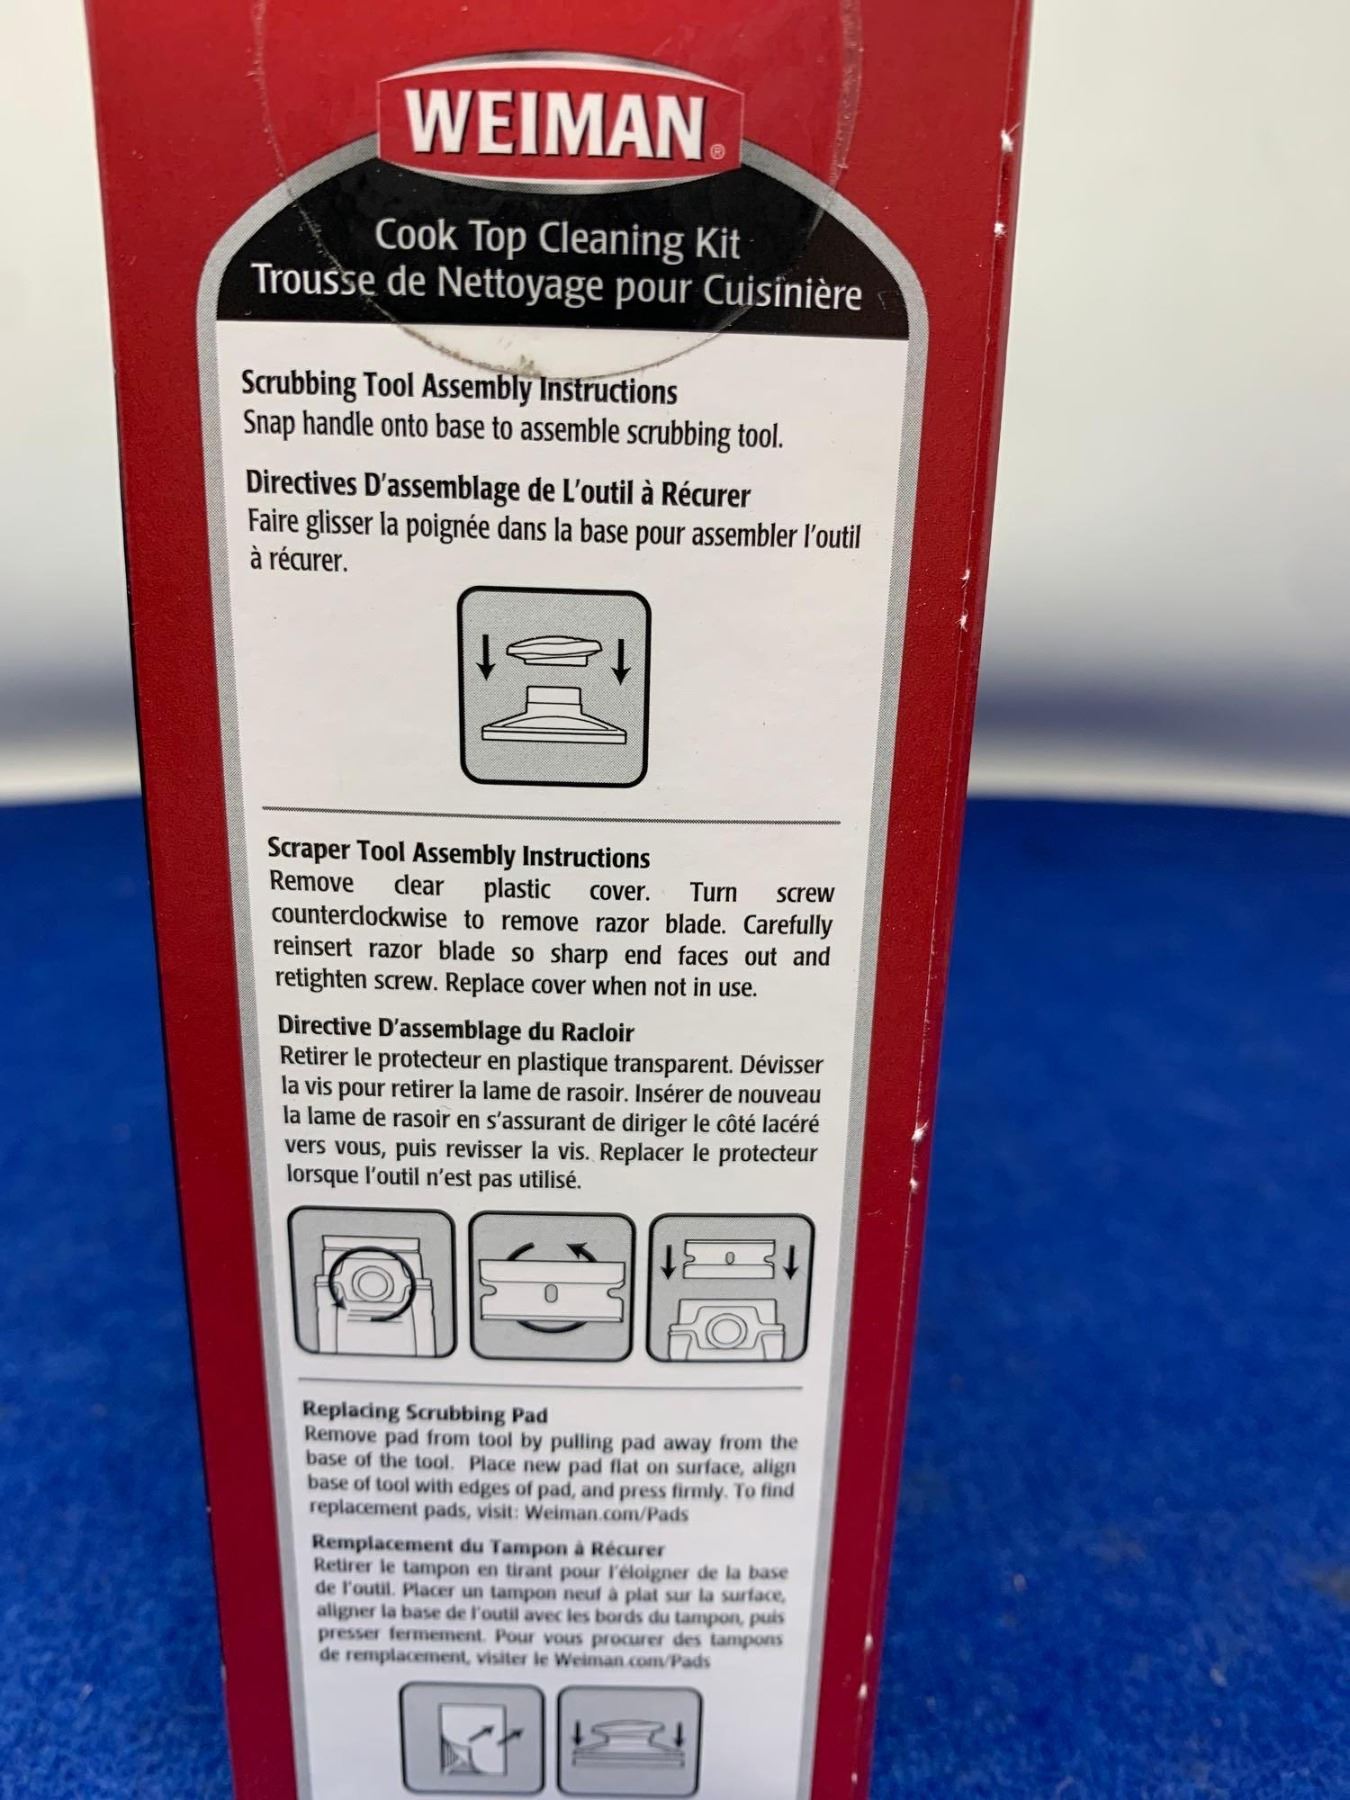 WEIMAN®
Cook Top Cleaning Kit
Trousse de Nettoyage pour Cuisinière
Scrubbing Tool Assembly Instructions
Snap handle onto base to assemble scrubbing tool.
Directives D'assemblage de L'outil à Récurer
Faire glisser la poignée dans la base pour assembler l'outil
à récurer.
Scraper Tool Assembly Instructions
Remove clear plastic cover. Turn screw
counterclockwise to remove razor blade. Carefully
reinsert razor blade so sharp end faces out and
retighten screw. Replace cover when not in use.
Directive D'assemblage du Racloir
Retirer le protecteur en plastique transparent. Dévisser
la vis pour retirer la lame de rasoir. Insérer de nouveau
la lame de rasoir en s'assurant de diriger le côté lacéré
vers vous, puis revisser la vis. Replacer le protecteur
lorsque l'outil n'est pas utilisé.
Replacing Scrubbing Pad
Remove pad from tool by pulling pad away from the
base of the tool. Place new pad flat on surface, align
base of tool with edges of pad, and press firmly. To find
replacement pads, visit: Weiman.com/Pads
Remplacement du Tampon à Récurer
Retirer le tampon en tirant pour l'éloigner de la base
de l'outil. Placer un tampon neuf à plat sur la surface,
aligner la base de l'outil avec les bords du tampon, puis
presser fermement. Pour vous procurer des tampons
de remplacement, visiter le Weiman.com/Pads